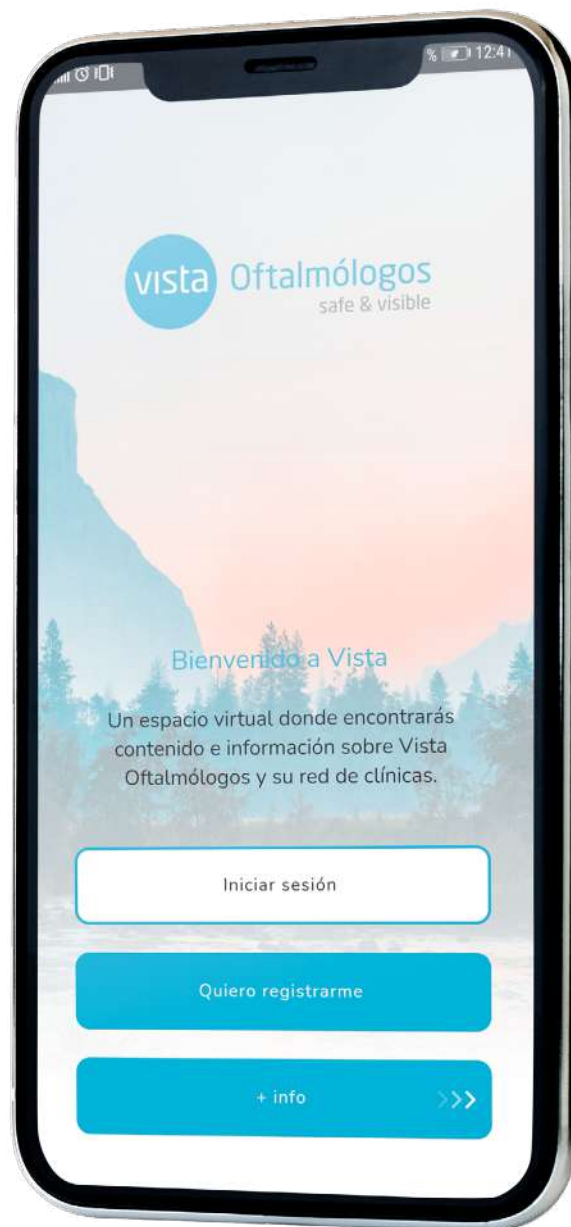 % 12:41
vista Oftalmólogos
safe & visible
Bienvenido a Vista
Un espacio virtual donde encontrarás
contenido e información sobre Vista
Oftalmólogos y su red de clínicas.
Iniciar sesión
Quiero registrarme
+ info >>>